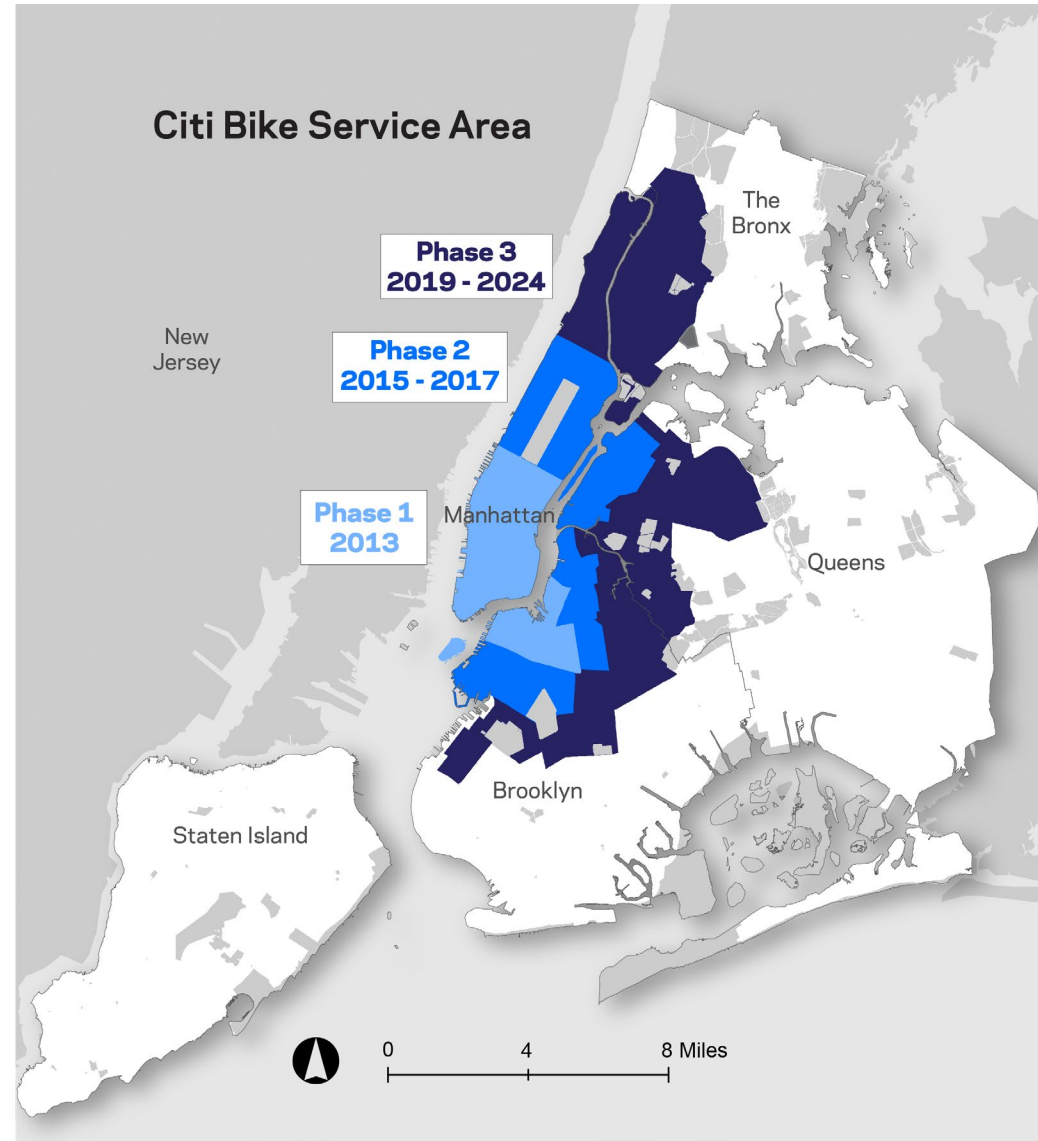 Citi Bike Service Area
The
Bronx
Phase 3
2019 - 2024
New
Jersey
Phase 2
2015 - 2017
Phase 1
2013
Manhattan
Queens
Brooklyn
Staten Island
0 4 8 Miles